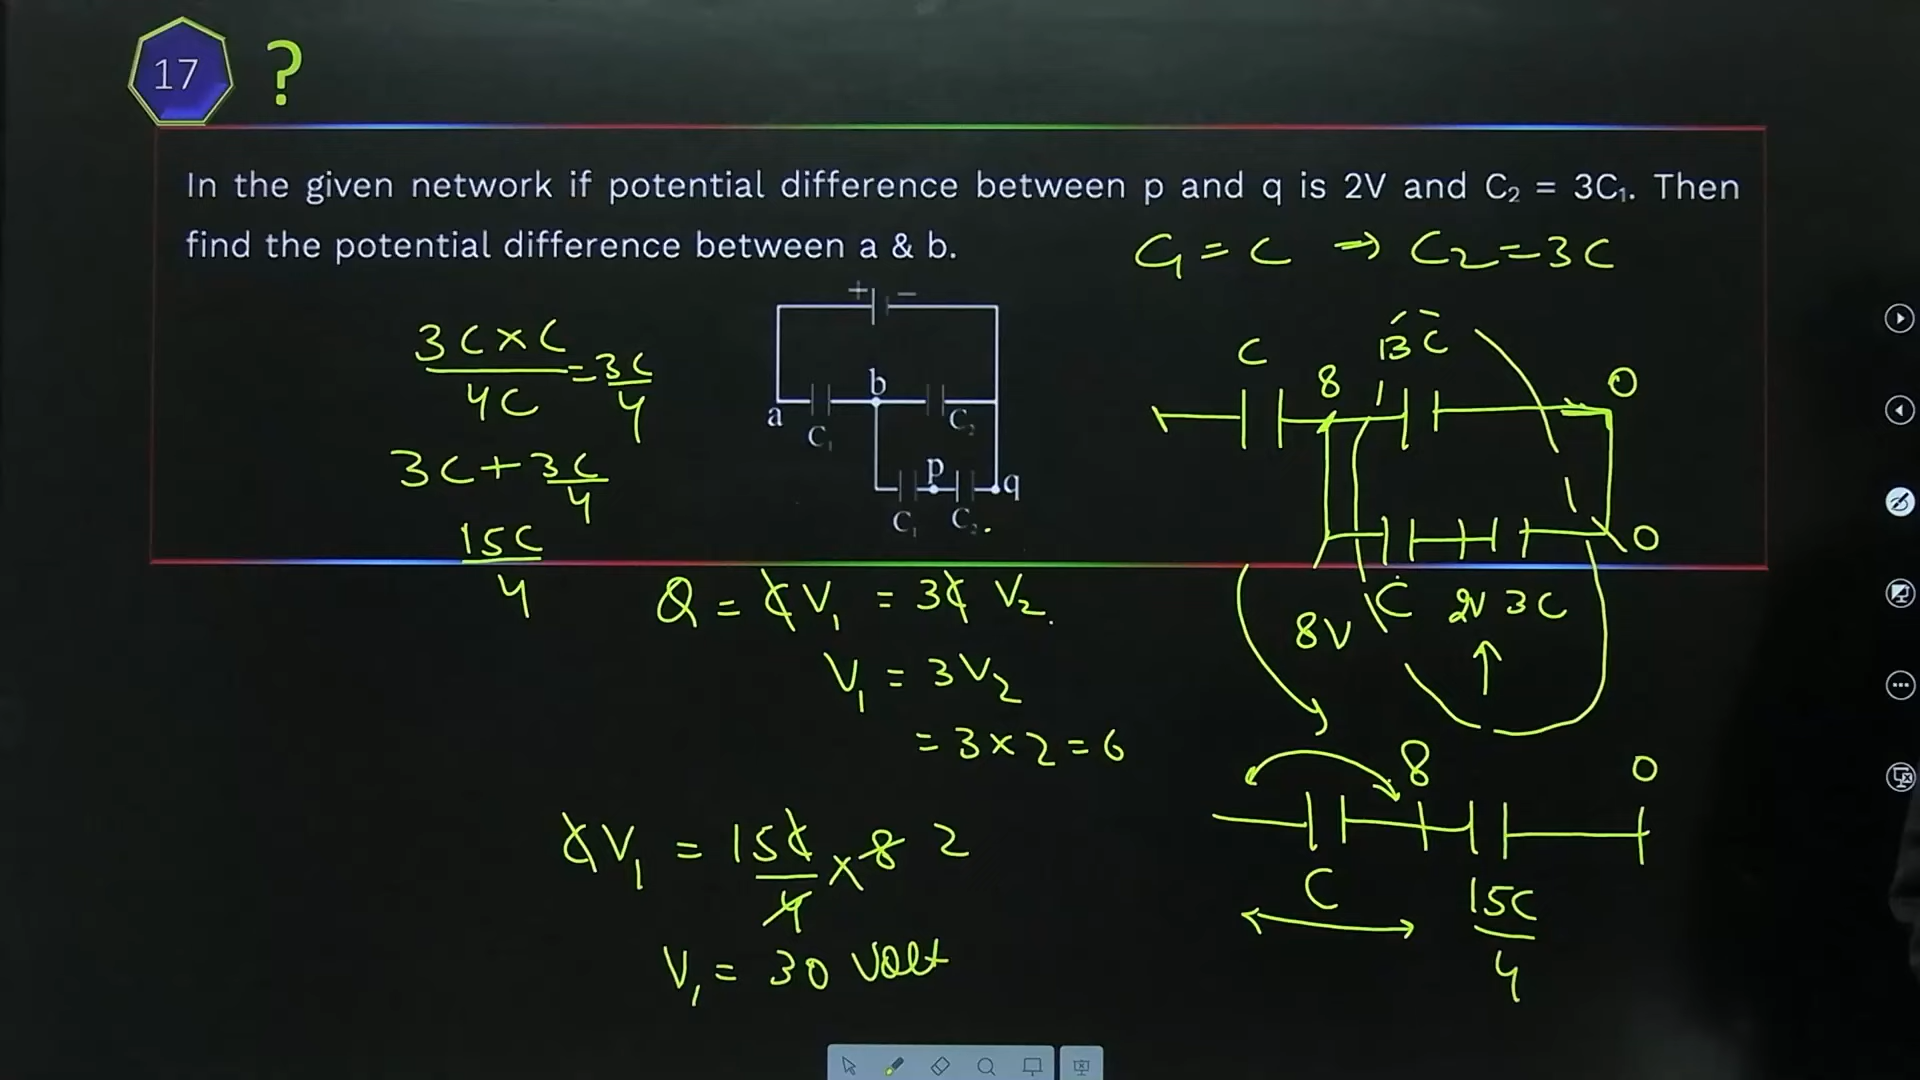 17 ?
In the given network if potential difference between p and q is 2V and C₂ = 3C₁. Then
find the potential difference between a & b.
C₁ = C → C₂ = 3C
+ −
a
b
C₁
C₂
p
q
C₁
C₂
3C × C / 4C = 3C/4
3C + 3C/4
15C/4
C
8
3C
0
0
8V
C
2V
3C
Q = CV₁ = 3C V₂
V₁ = 3V₂
= 3 × 2 = 6
8
0
C
15C/4
CV₁ = 15C/4 × 8 2
V₁ = 30 Volt